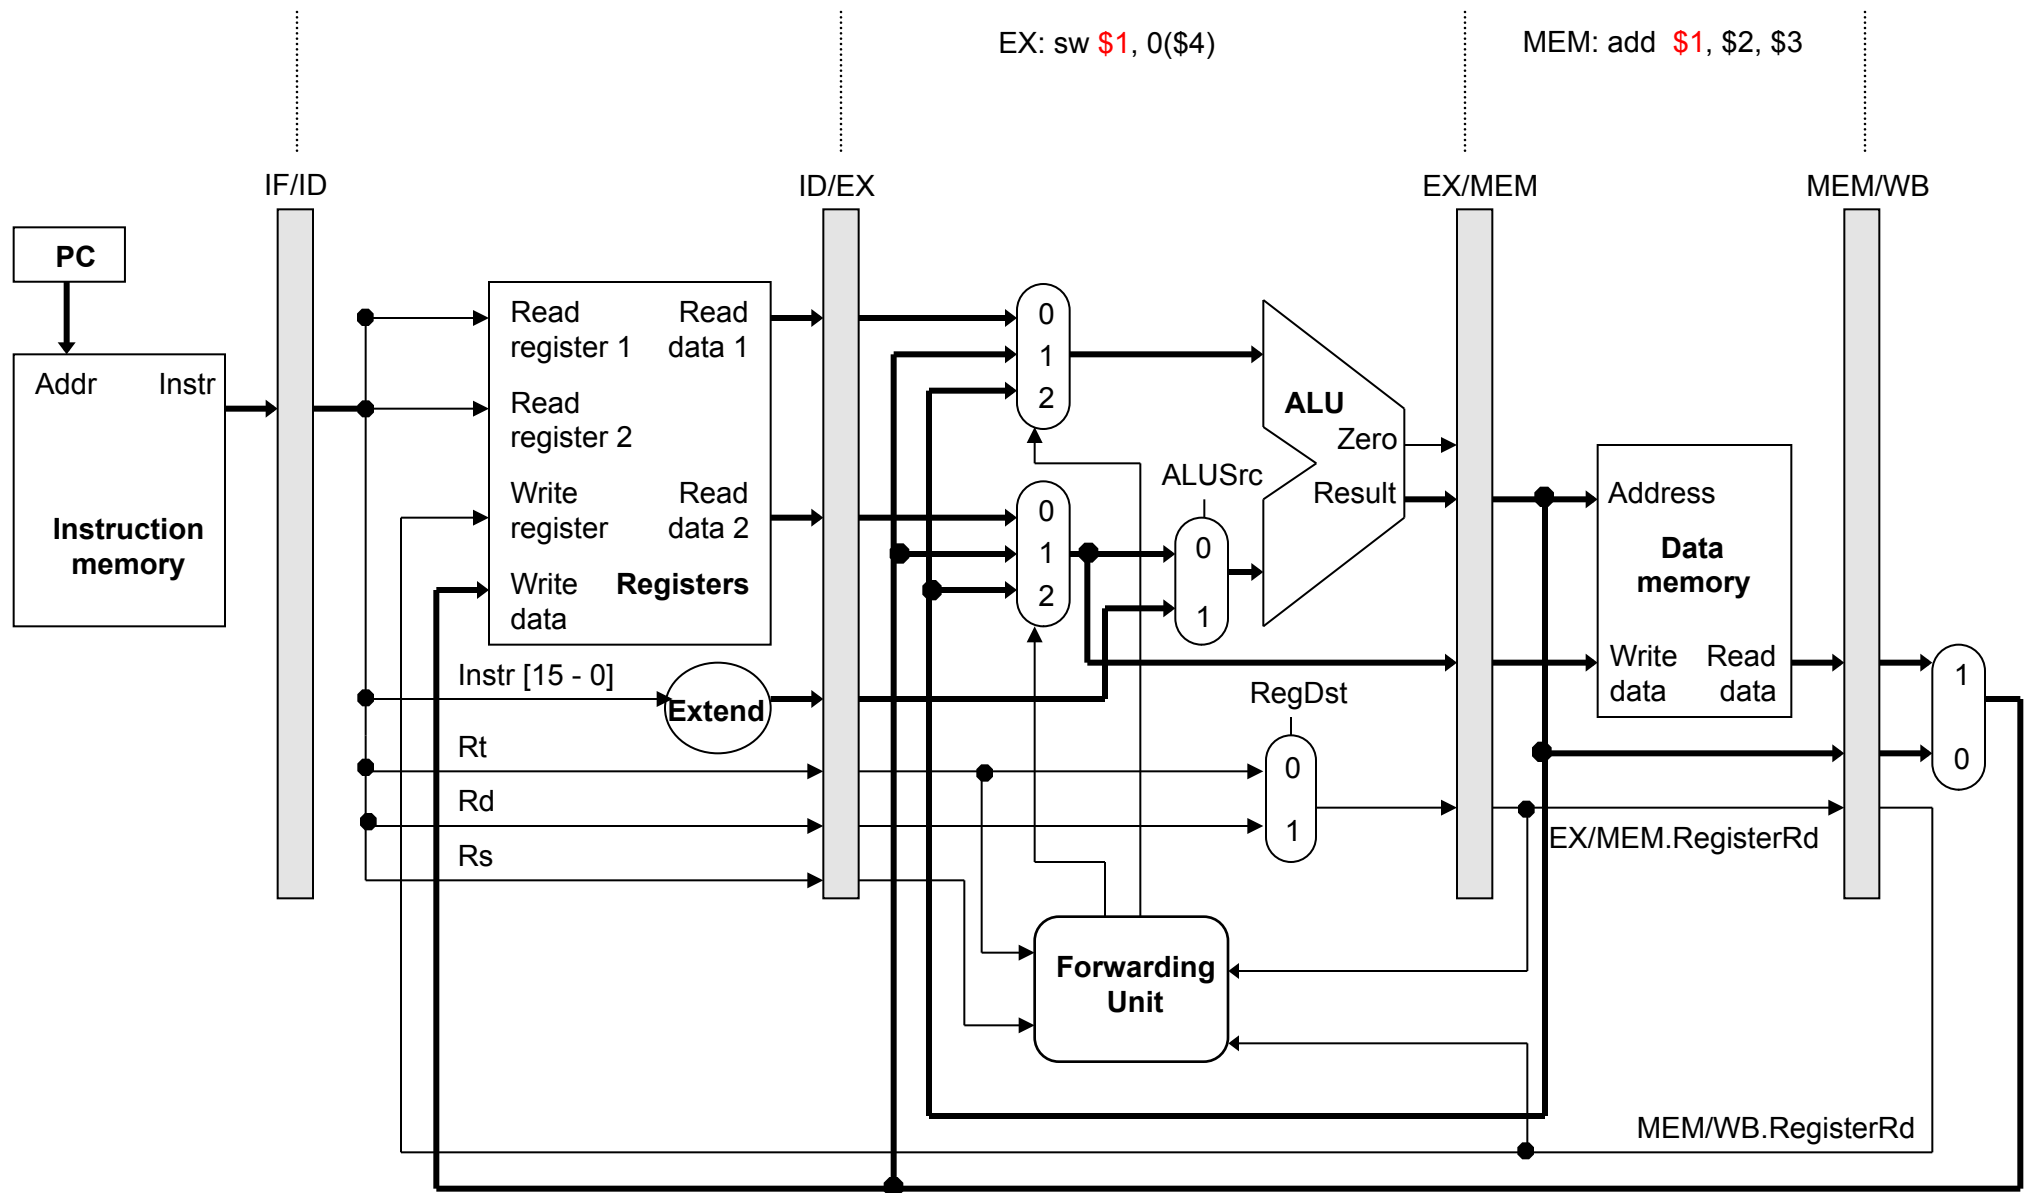 EX: sw $1, 0($4)
MEM: add $1, $2, $3
IF/ID
ID/EX
EX/MEM
MEM/WB
PC
Addr
Instr
Instruction
memory
Read
register 1
Read
data 1
Read
register 2
Write
register
Read
data 2
Write
data
Registers
Instr [15 - 0]
Extend
Rt
Rd
Rs
0
1
2
0
1
2
ALUSrc
0
1
ALU
Zero
Result
RegDst
0
1
Forwarding
Unit
Address
Data
memory
Write
data
Read
data
1
0
EX/MEM.RegisterRd
MEM/WB.RegisterRd